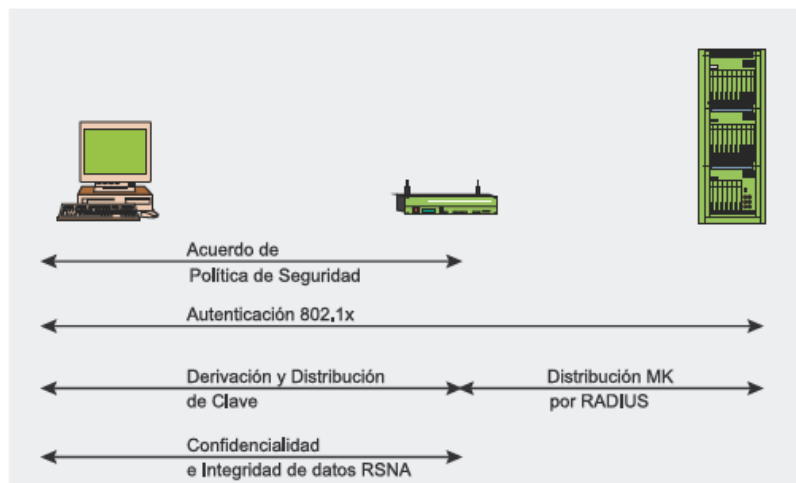 Acuerdo de
Política de Seguridad
Autenticación 802.1x
Derivación y Distribución
de Clave
Distribución MK
por RADIUS
Confidencialidad
e Integridad de datos RSNA